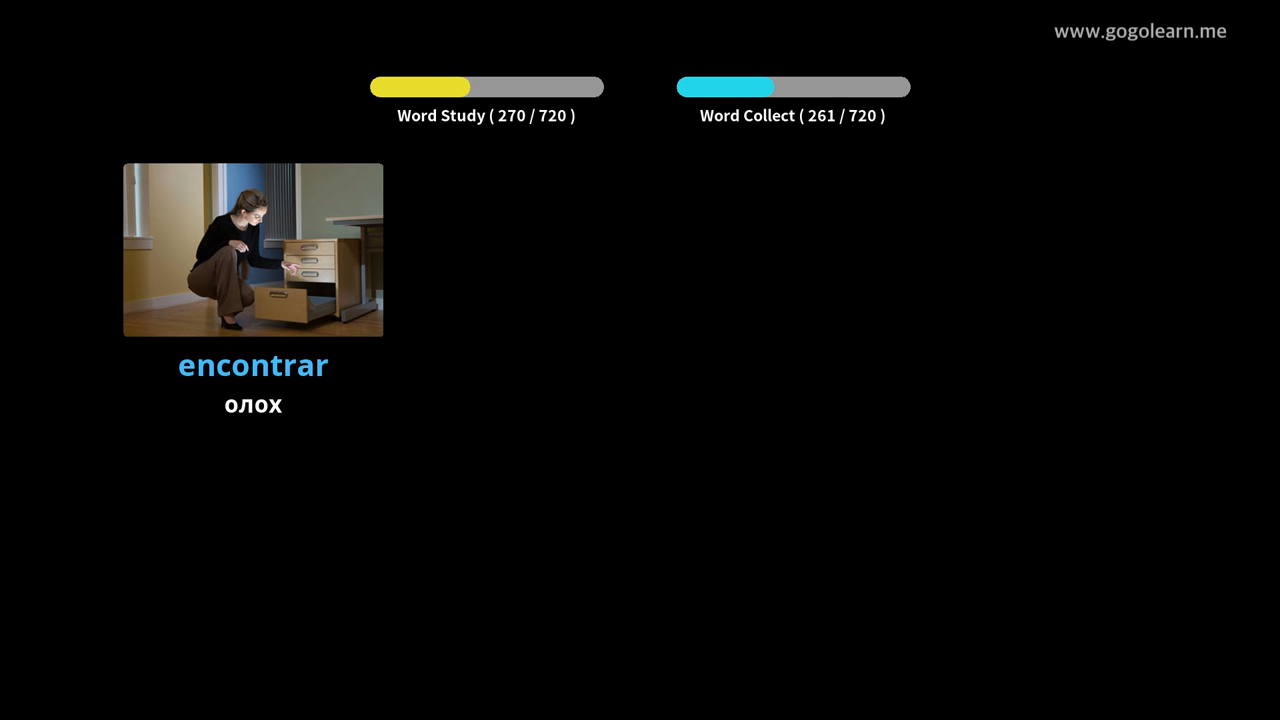 www.gogolearn.me
Word Study ( 270 / 720 )
Word Collect ( 261 / 720 )
encontrar
олох